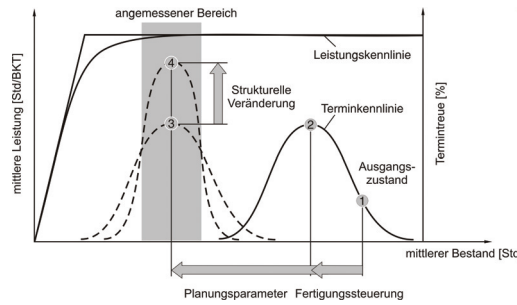 angemessener Bereich
mittlere Leistung [Std/BKT]
Termintreue [%]
Leistungskennlinie
4
Strukturelle
Veränderung
Terminkennlinie
3
2
Ausgangs-
zustand
1
mittlerer Bestand [Std
Planungsparameter
Fertigungssteuerung